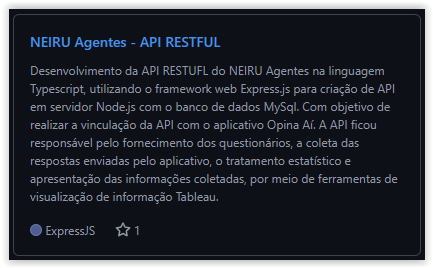 NEIRU Agentes - API RESTFUL
Desenvolvimento da API RESTUFL do NEIRU Agentes na linguagem
Typescript, utilizando o framework web Express.js para criação de API
em servidor Node.js com o banco de dados MySql. Com objetivo de
realizar a vinculação da API com o aplicativo Opina Aí. A API ficou
responsável pelo fornecimento dos questionários, a coleta das
respostas enviadas pelo aplicativo, o tratamento estatístico e
apresentação das informações coletadas, por meio de ferramentas de
visualização de informação Tableau.
ExpressJS 1